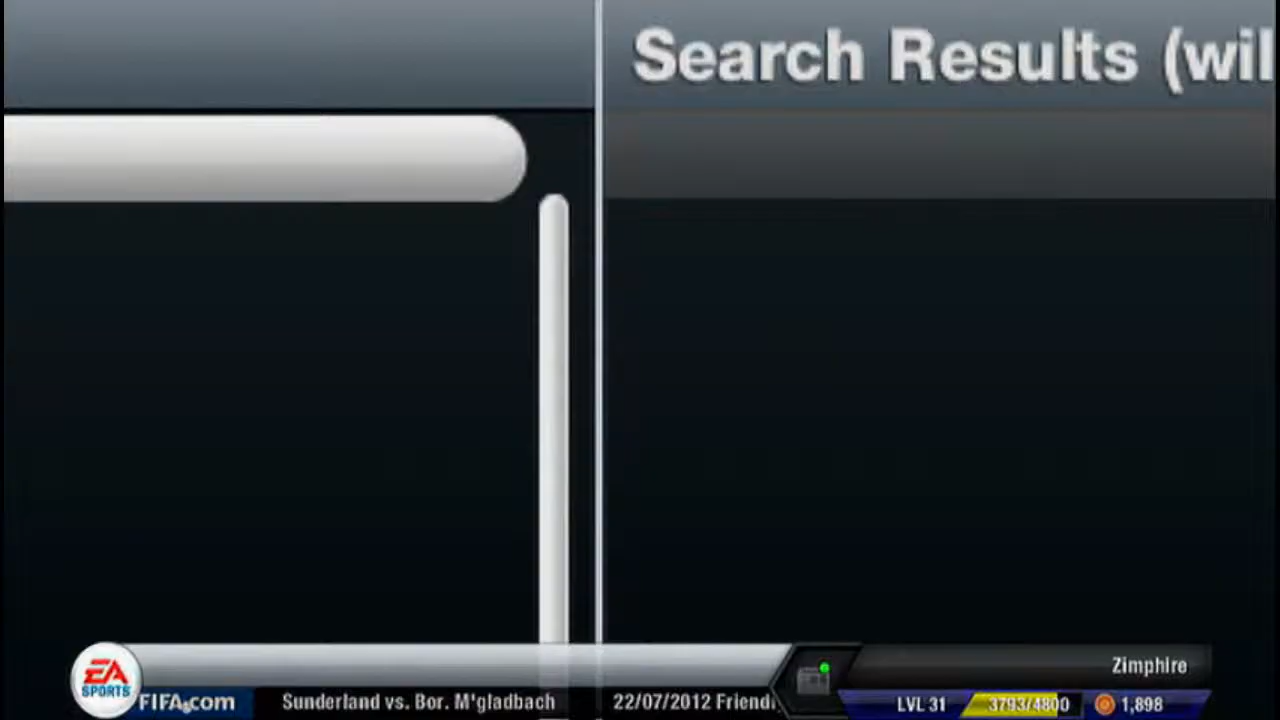 Search Results (wil
Zimphire
EA
SPORTS
FIFA.com
Sunderland vs. Bor. M'gladbach
22/07/2012 Friendl
LVL 31
3793/4800
1,898